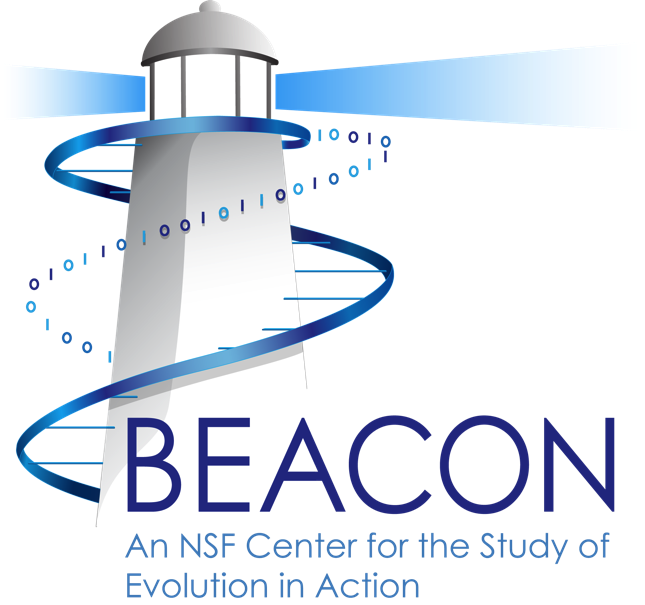 BEACON
An NSF Center for the Study of
Evolution in Action